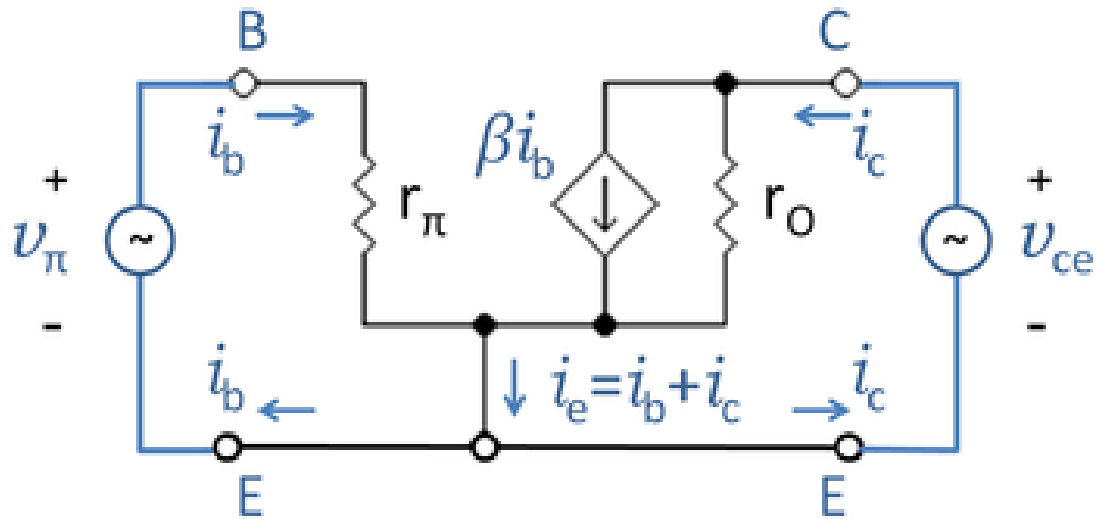 B
C
i_b
βi_b
i_c
+
+
r_π
r_O
v_π
~
~
v_ce
-
-
i_b
i_e=i_b+i_c
i_c
E
E